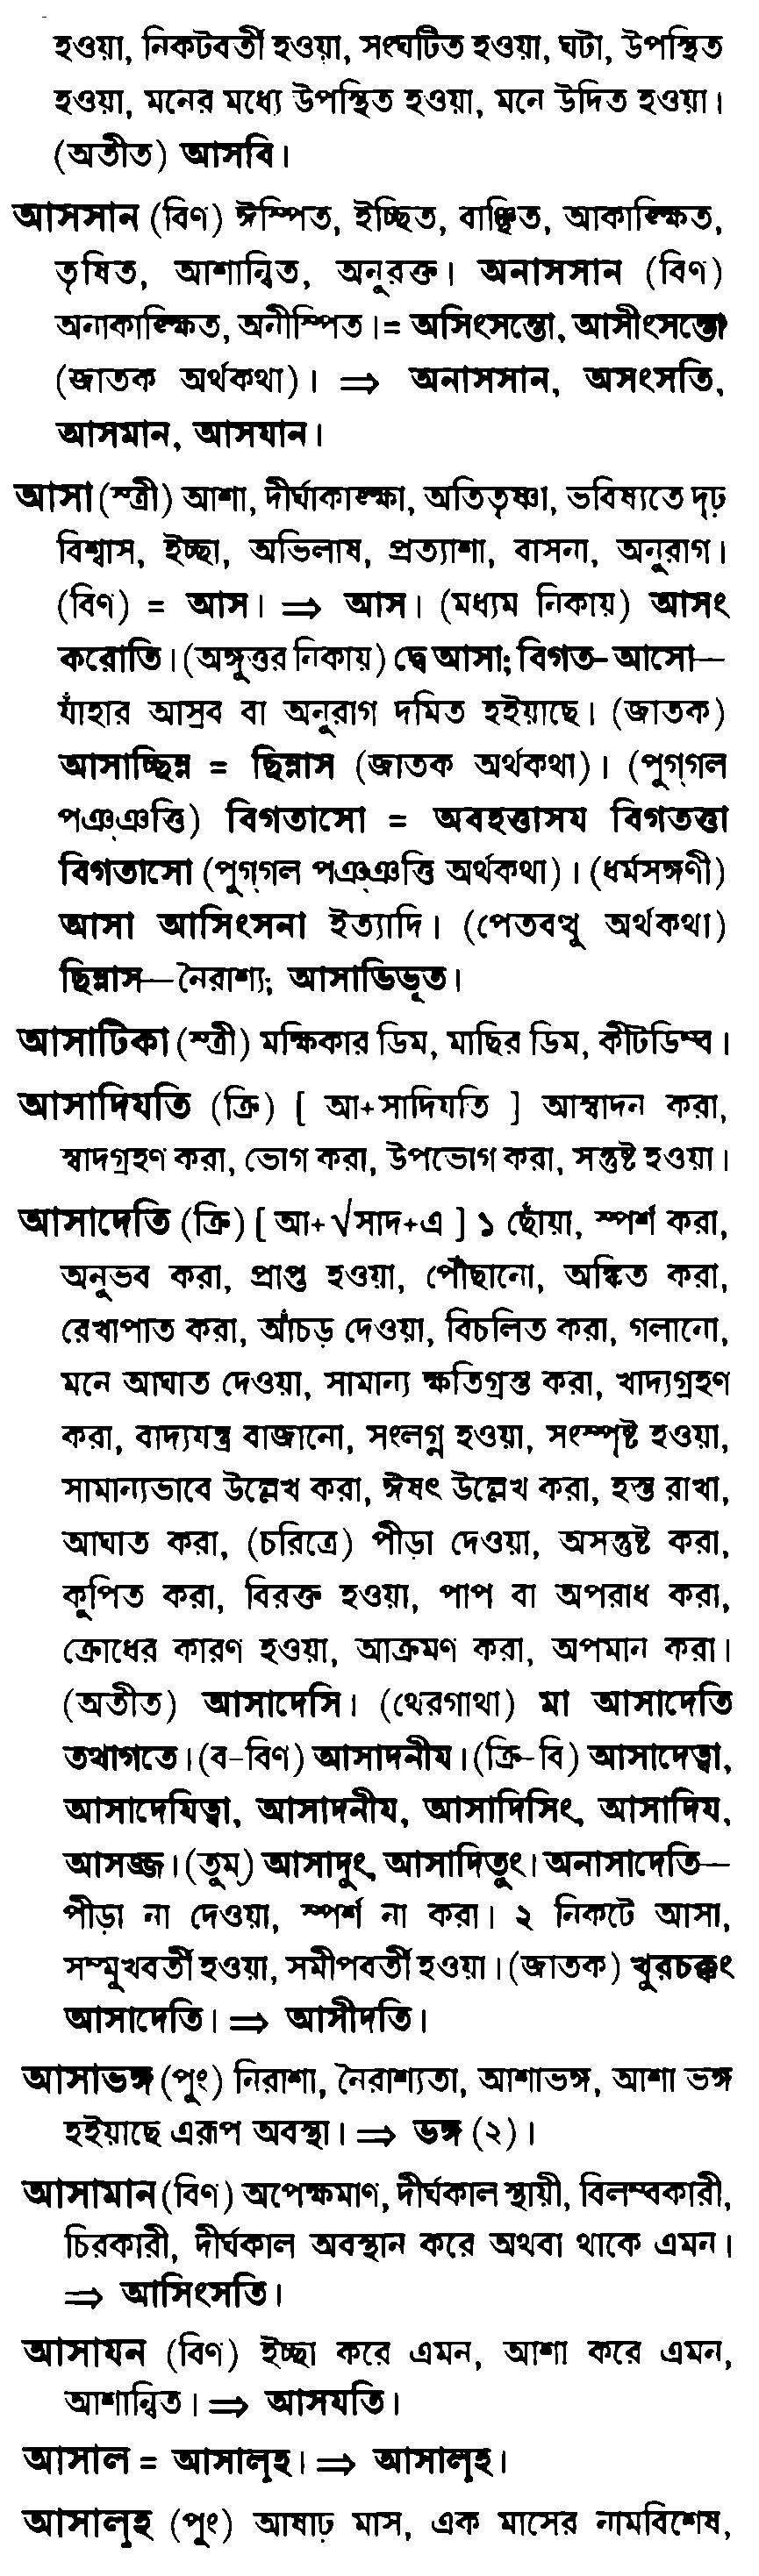 হওয়া, নিকটবর্তী হওয়া, সংঘটিত হওয়া, ঘটা, উপস্থিত
হওয়া, মনের মধ্যে উপস্থিত হওয়া, মনে উদিত হওয়া।
(অতীত) আসবি।
আসসান (বিণ) ঈপ্সিত, ইচ্ছিত, বাঞ্ছিত, আকাঙ্ক্ষিত,
তৃষিত, আশান্বিত, অনুরক্ত। অনাসসান (বিণ)
অনাকাঙ্ক্ষিত, অনীপ্সিত।= অসিংসন্তো, আসীংসন্তো
(জাতক অর্থকথা)। ⇒ অনাসসান, অসংসতি,
আসমান, আসযান।
আসা (স্ত্রী) আশা, দীর্ঘাকাঙ্ক্ষা, অতিতৃষ্ণা, ভবিষ্যতে দৃঢ়
বিশ্বাস, ইচ্ছা, অভিলাষ, প্রত্যাশা, বাসনা, অনুরাগ।
(বিণ) = আস। ⇒ আস। (মধ্যম নিকায়) আসং
করোতি। (অঙ্গুত্তর নিকায়) দ্বে আসা; বিগত-আসো—
যাঁহার আস্রব বা অনুরাগ দমিত হইয়াছে। (জাতক)
আসাচ্ছিন্ন = ছিন্নাস (জাতক অর্থকথা)। (পুগ্‌গল
পঞ্‌ঞত্তি) বিগতাসো = অবহত্তাসয বিগতত্তা
বিগতাসো (পুগ্‌গল পঞ্‌ঞত্তি অর্থকথা)। (ধর্মসঙ্গণী)
আসা আসিংসনা ইত্যাদি। (পেতবত্থু অর্থকথা)
ছিন্নাস—নৈরাশ্য; আসাভিভূত।
আসাটিকা (স্ত্রী) মক্ষিকার ডিম, মাছির ডিম, কীটডিম্ব।
আসাদিযতি (ক্রি) [ আ+সাদিযতি ] আস্বাদন করা,
স্বাদগ্রহণ করা, ভোগ করা, উপভোগ করা, সন্তুষ্ট হওয়া।
আসাদেতি (ক্রি) [ আ+√সাদ+এ ] ১ ছোঁয়া, স্পর্শ করা,
অনুভব করা, প্রাপ্ত হওয়া, পৌঁছানো, অঙ্কিত করা,
রেখাপাত করা, আঁচড় দেওয়া, বিচলিত করা, গলানো,
মনে আঘাত দেওয়া, সামান্য ক্ষতিগ্রস্ত করা, খাদ্যগ্রহণ
করা, বাদ্যযন্ত্র বাজানো, সংলগ্ন হওয়া, সংস্পৃষ্ট হওয়া,
সামান্যভাবে উল্লেখ করা, ঈষৎ উল্লেখ করা, হস্ত রাখা,
আঘাত করা, (চরিত্রে) পীড়া দেওয়া, অসন্তুষ্ট করা,
কুপিত করা, বিরক্ত হওয়া, পাপ বা অপরাধ করা,
ক্রোধের কারণ হওয়া, আক্রমণ করা, অপমান করা।
(অতীত) আসাদেসি। (থেরগাথা) মা আসাদেতি
তথাগতে। (ব-বিণ) আসাদনীয। (ক্রি-বি) আসাদেত্বা,
আসাদেযিত্বা, আসাদনীয, আসাদিসিং, আসাদিয,
আসজ্জ। (তুম্) আসাদুং, আসাদিতুং। অনাসাদেতি—
পীড়া না দেওয়া, স্পর্শ না করা। ২ নিকটে আসা,
সম্মুখবর্তী হওয়া, সমীপবর্তী হওয়া। (জাতক) খুরচক্কং
আসাদেতি। ⇒ আসীদতি।
আসাভঙ্গ (পুং) নিরাশা, নৈরাশ্যতা, আশাভঙ্গ, আশা ভঙ্গ
হইয়াছে এরূপ অবস্থা। ⇒ ভঙ্গ (২)।
আসামান (বিণ) অপেক্ষমাণ, দীর্ঘকাল স্থায়ী, বিলম্বকারী,
চিরকারী, দীর্ঘকাল অবস্থান করে অথবা থাকে এমন।
⇒ আসিংসতি।
আসাযন (বিণ) ইচ্ছা করে এমন, আশা করে এমন,
আশান্বিত। ⇒ আসযতি।
আসাল = আসালৃহ। ⇒ আসালৃহ।
আসালৃহ (পুং) আষাঢ় মাস, এক মাসের নামবিশেষ,